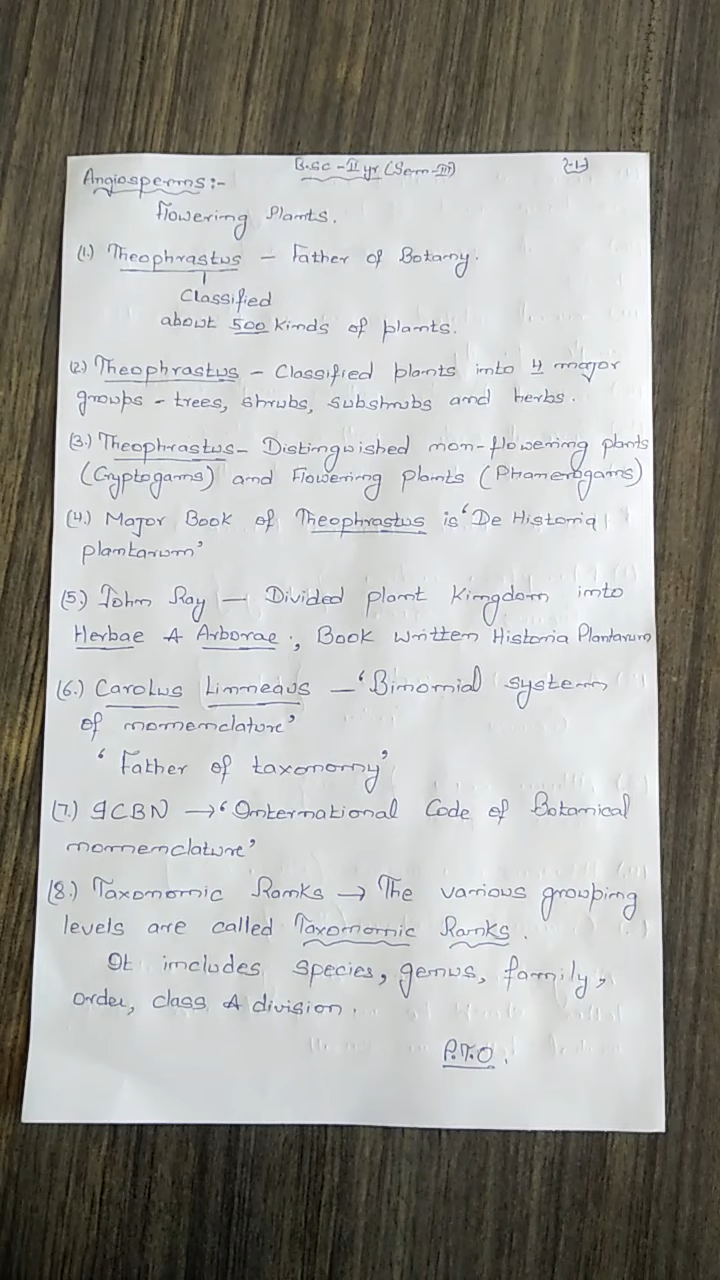 B.sc - II yr (Sem-III) -1-
Angiosperms :-
Flowering Plants.
(1.) Theophrastus - Father of Botany.
Classified
about 500 kinds of plants.
(2.) Theophrastus - Classified plants into 4 major
groups - trees, shrubs, subshrubs and herbs.
(3.) Theophrastus - Distinguished non-flowering plants
(Cryptogams) and Flowering plants (Phanerogams)
(4.) Major Book of Theophrastus is 'De Historia
plantarum'
(5.) John Ray - Divided plant Kingdom into
Herbae & Arborae ; Book written Historia Plantarum
(6.) Carolus Linneaus - 'Binomial system
of nomenclature'
'Father of taxonomy'
(7.) ICBN → 'International Code of Botanical
nomenclature'
(8.) Taxonomic Ranks → The various grouping
levels are called Taxonomic Ranks.
It includes species, genus, family,
order, class & division.
P.T.O.